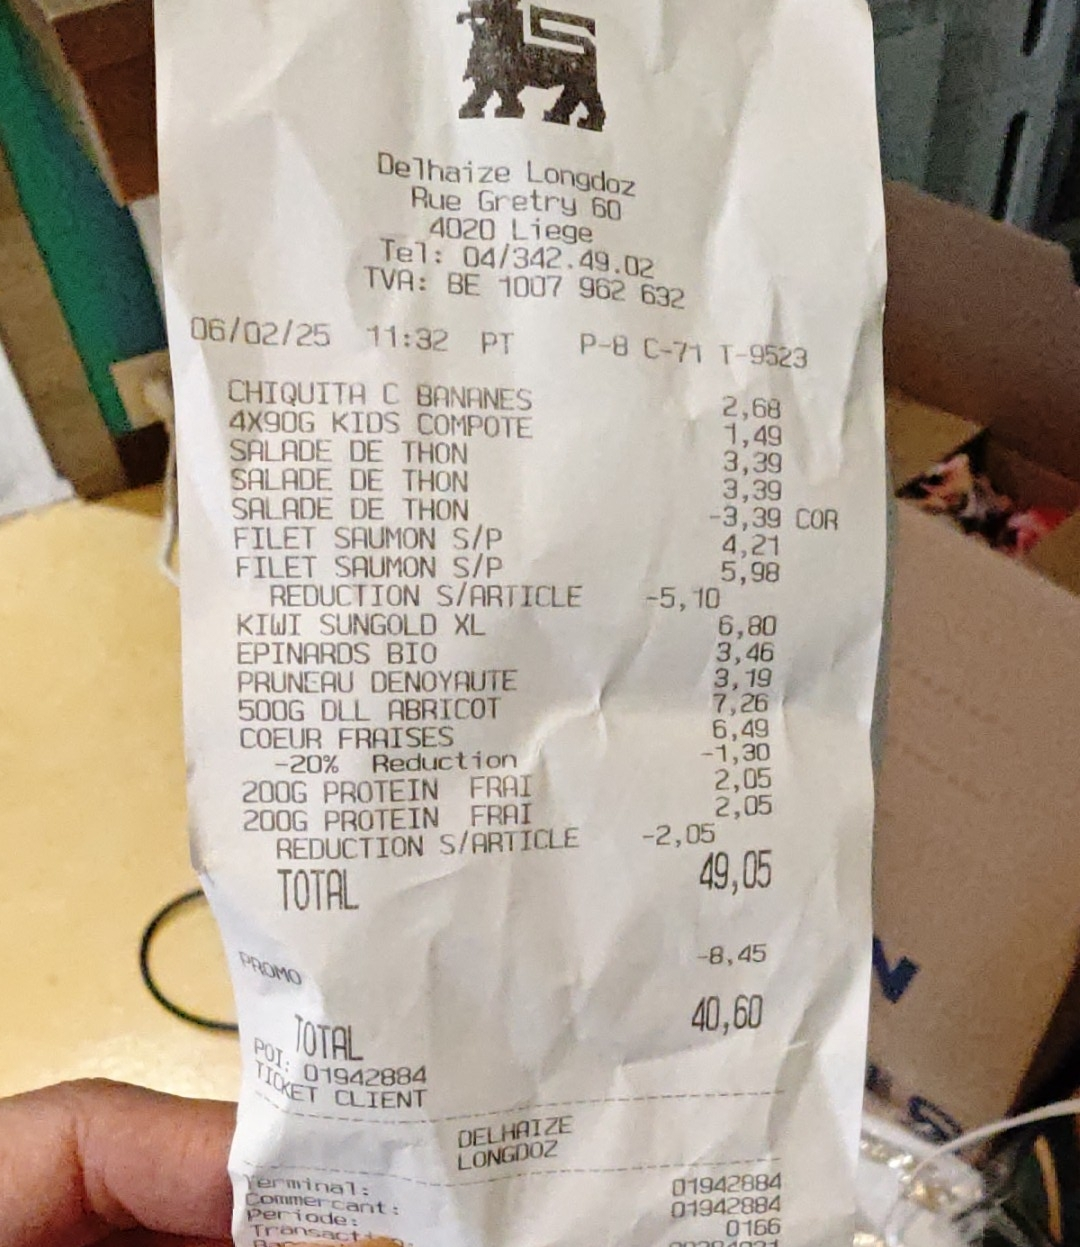 Delhaize Longdoz
Rue Gretry 60
4020 Liege
Tel: 04/342.49.02
TVA: BE 1007 962 632
06/02/25 11:32 PT P-8 C-71 T-9523
CHIQUITA C BANANES 2,68
4X90G KIDS COMPOTE 1,49
SALADE DE THON 3,39
SALADE DE THON 3,39
SALADE DE THON -3,39 COR
FILET SAUMON S/P 4,21
FILET SAUMON S/P 5,98
REDUCTION S/ARTICLE -5,10
KIWI SUNGOLD XL 6,80
EPINARDS BIO 3,46
PRUNEAU DENOYAUTE 3,19
500G DLL ABRICOT 7,26
COEUR FRAISES 6,49
-20% Reduction -1,30
200G PROTEIN FRAI 2,05
200G PROTEIN FRAI 2,05
REDUCTION S/ARTICLE -2,05
TOTAL 49,05
PROMO -8,45
TOTAL 40,60
POI: 01942884
TICKET CLIENT
DELHAIZE
LONGDOZ
Terminal: 01942884
Commercant: 01942884
Periode: 0166